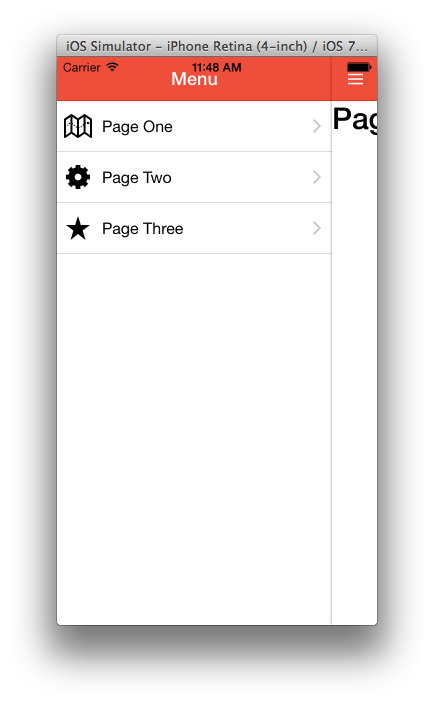 iOS Simulator – iPhone Retina (4-inch) / iOS 7...
Carrier 11:48 AM
Menu
Pag
Page One
Page Two
Page Three